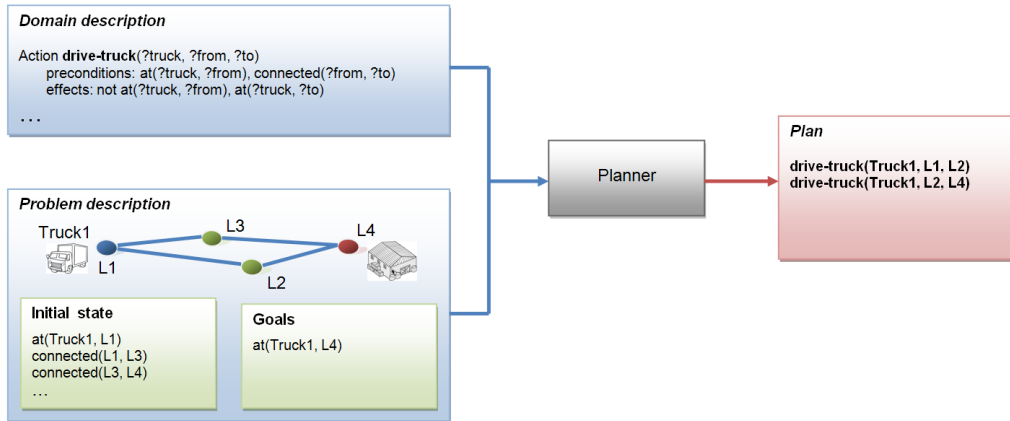 Domain description
Action drive-truck(?truck, ?from, ?to)
preconditions: at(?truck, ?from), connected(?from, ?to)
effects: not at(?truck, ?from), at(?truck, ?to)
...
Problem description
Truck1
L1
L3
L2
L4
Initial state
at(Truck1, L1)
connected(L1, L3)
connected(L3, L4)
...
Goals
at(Truck1, L4)
Planner
Plan
drive-truck(Truck1, L1, L2)
drive-truck(Truck1, L2, L4)